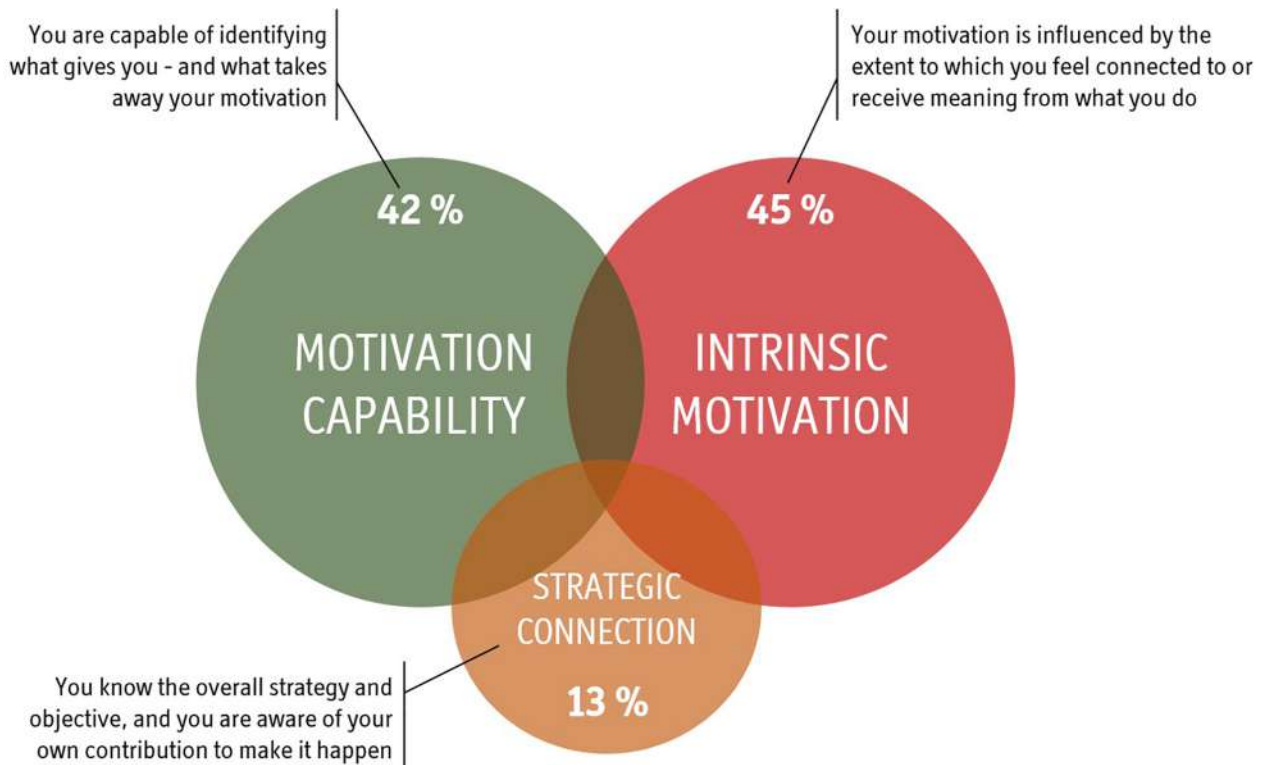 You are capable of identifying
what gives you - and what takes
away your motivation
Your motivation is influenced by the
extent to which you feel connected to or
receive meaning from what you do
42 %
45 %
MOTIVATION
CAPABILITY
INTRINSIC
MOTIVATION
STRATEGIC
CONNECTION
13 %
You know the overall strategy and
objective, and you are aware of your
own contribution to make it happen